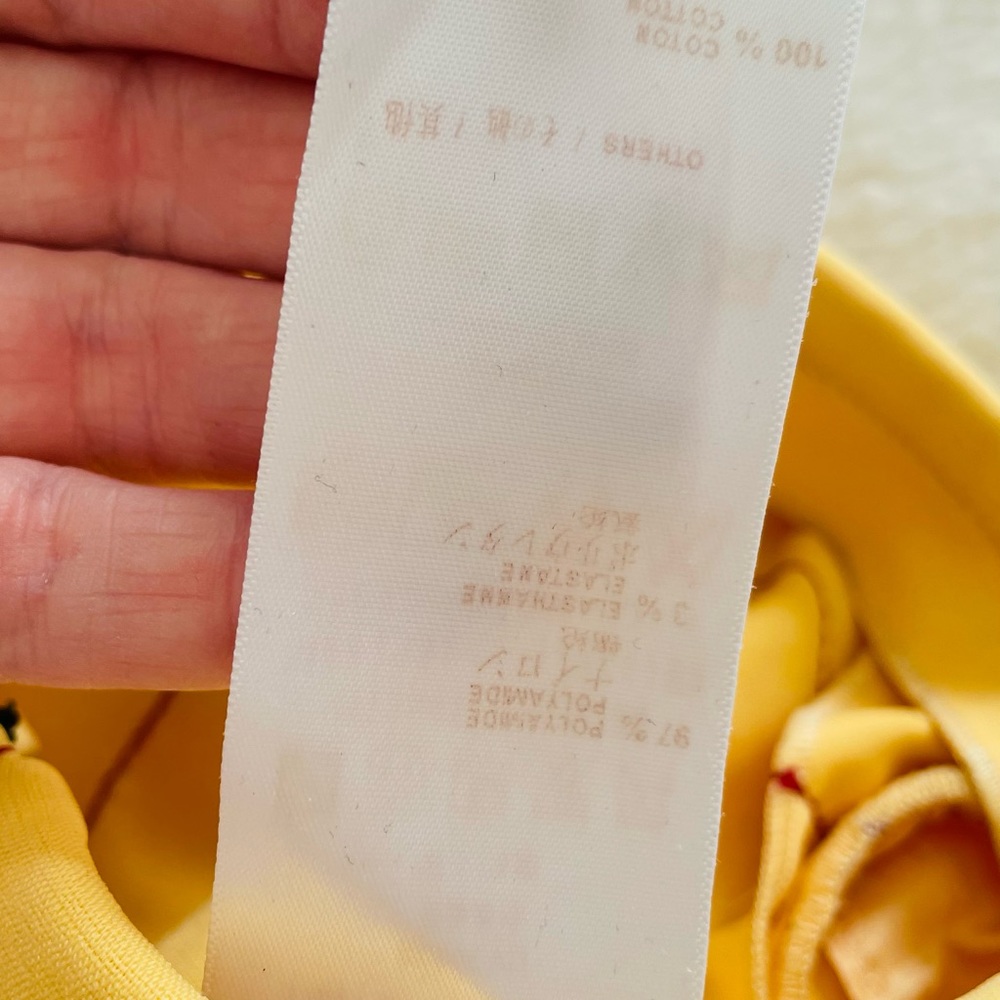 97 % POLYAMIDE
POLYAMIDE
ナイロン
锦纶
3 % ELASTHANNE
ELASTANE
ポリウレタン
氨纶
OTHERS / その他 / 其他
100 % COTON
COTTON